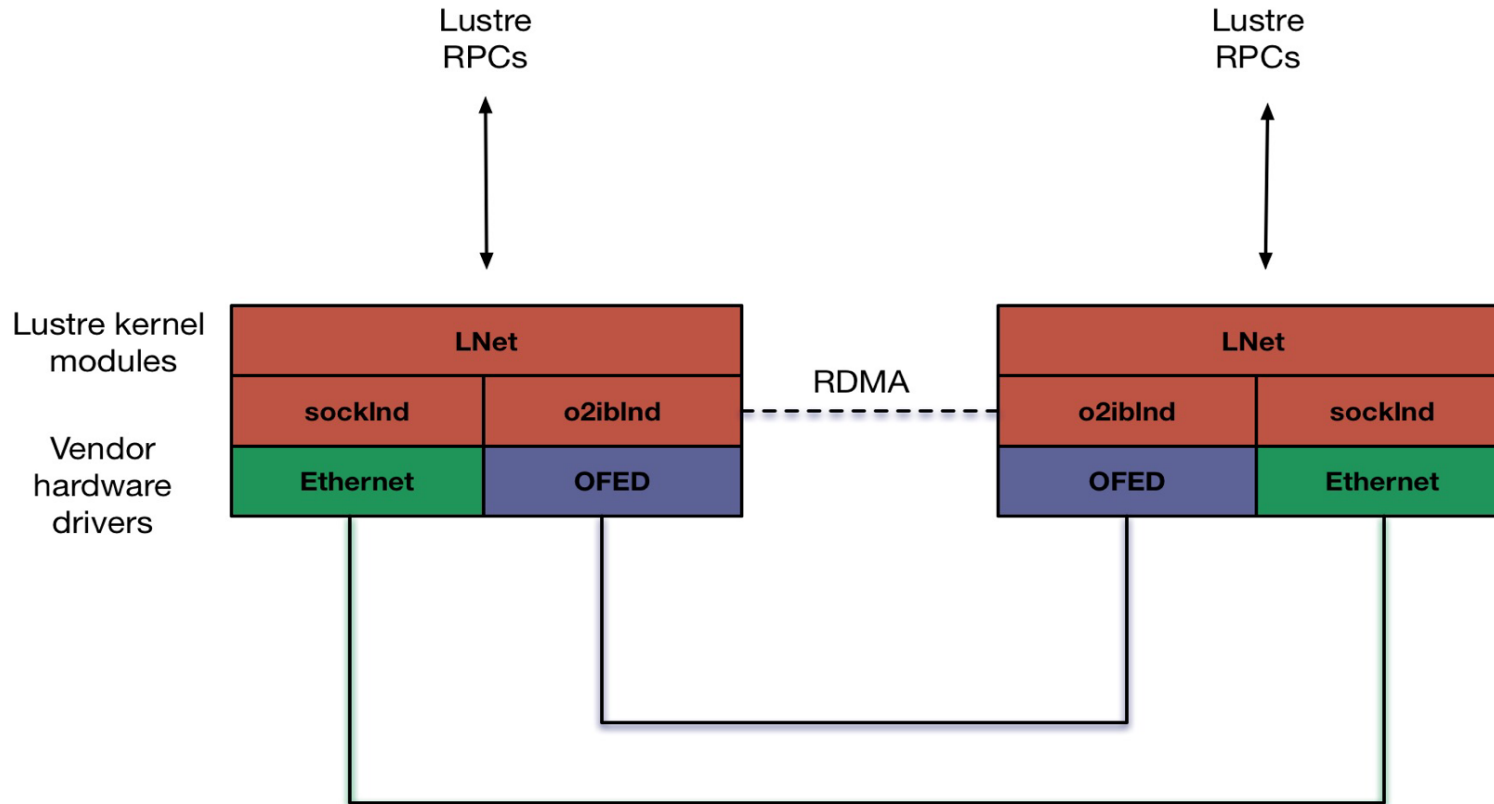 Lustre
RPCs
Lustre
RPCs
Lustre kernel
modules
LNet
LNet
socklnd
o2iblnd
RDMA
o2iblnd
socklnd
Vendor
hardware
drivers
Ethernet
OFED
OFED
Ethernet